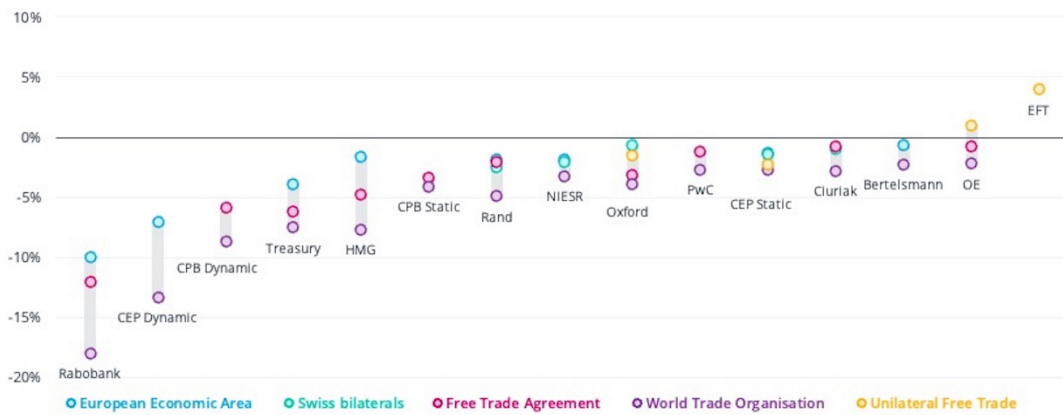 10%
5%
EFT
0%
-5%
CPB Static
Rand
NIESR
Oxford
PwC
CEP Static
Ciuriak
Bertelsmann
OE
Treasury
HMG
-10%
CPB Dynamic
-15%
CEP Dynamic
-20%
Rabobank
European Economic Area
Swiss bilaterals
Free Trade Agreement
World Trade Organisation
Unilateral Free Trade